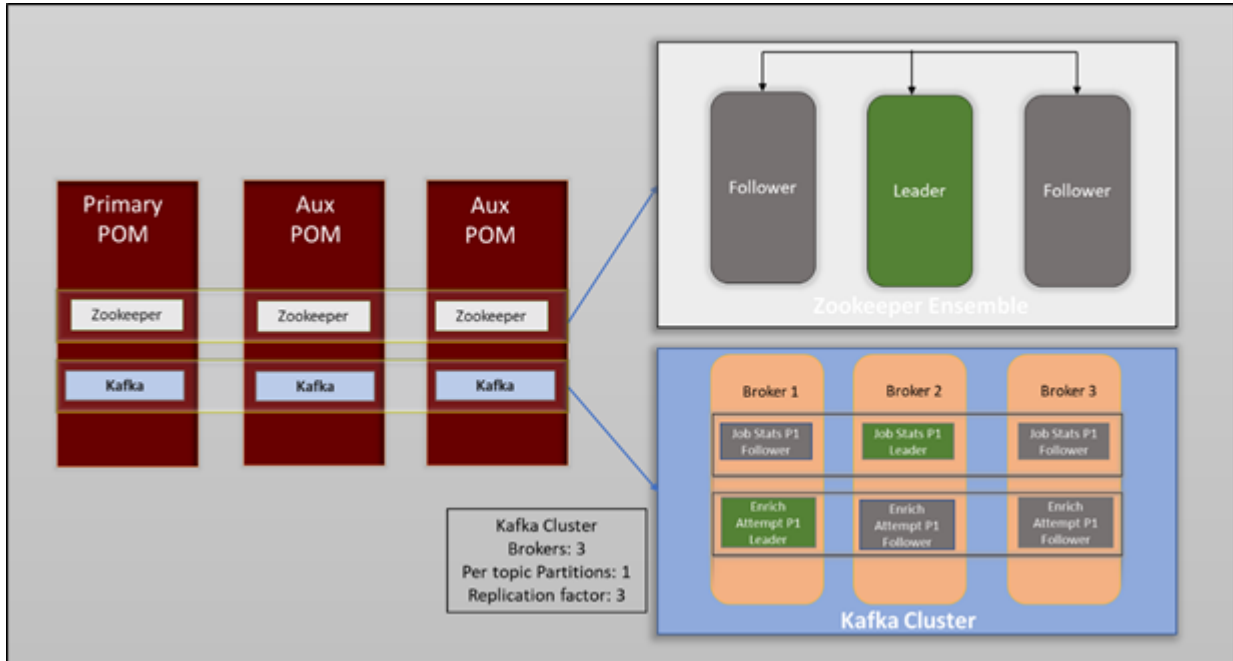 Primary
POM
Zookeeper
Kafka
Aux
POM
Zookeeper
Kafka
Aux
POM
Zookeeper
Kafka
Follower
Leader
Follower
Zookeeper Ensemble
Kafka Cluster
Brokers: 3
Per topic Partitions: 1
Replication factor: 3
Broker 1
Broker 2
Broker 3
Job Stats P1
Follower
Job Stats P1
Leader
Job Stats P1
Follower
Enrich
Attempt P1
Leader
Enrich
Attempt P1
Follower
Enrich
Attempt P1
Follower
Kafka Cluster